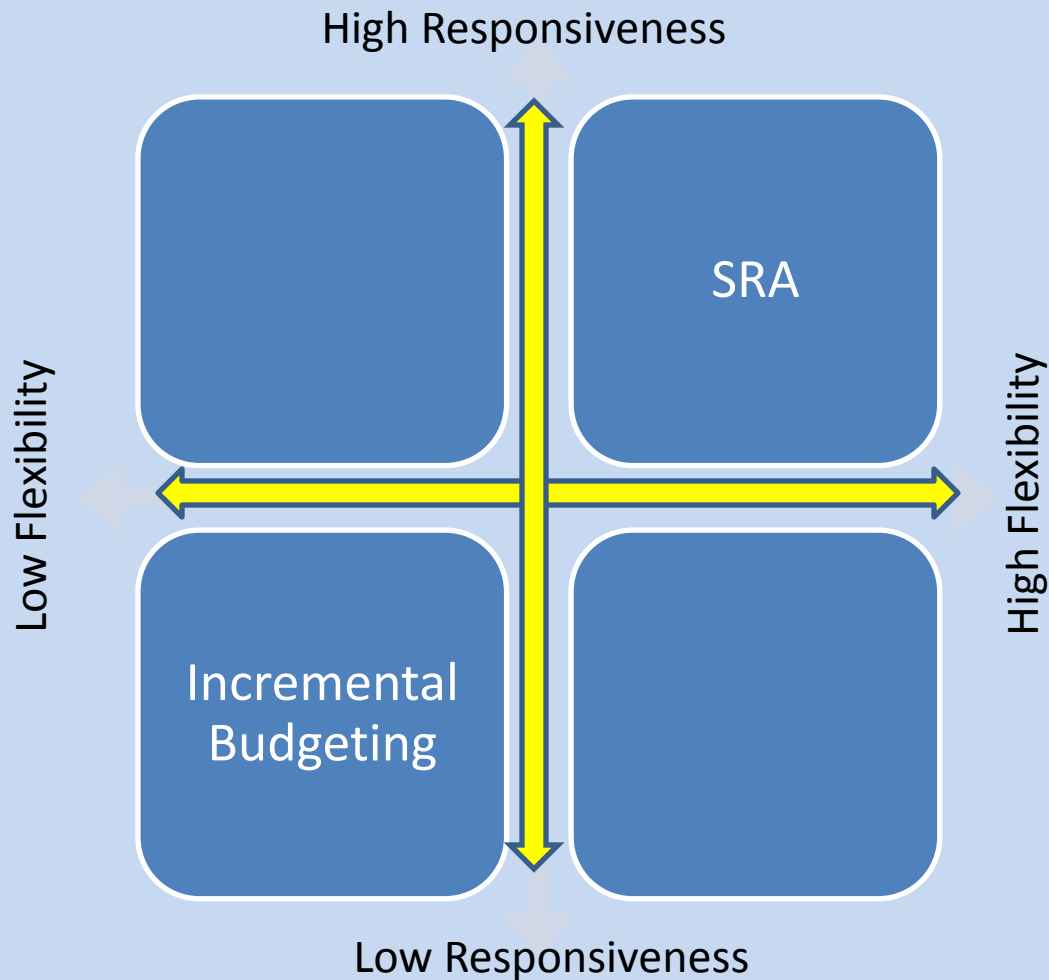 High Responsiveness
SRA
Low Flexibility
High Flexibility
Incremental
Budgeting
Low Responsiveness